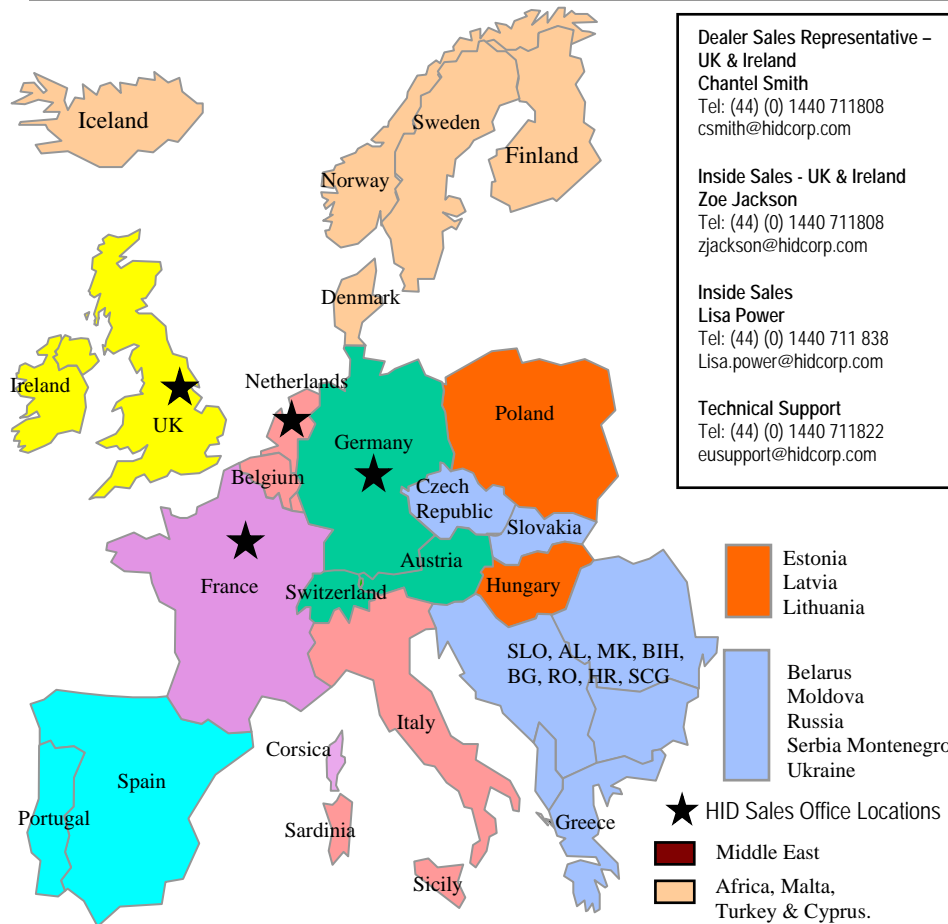 Dealer Sales Representative –
UK & Ireland
Chantel Smith
Tel: (44) (0) 1440 711808
csmith@hidcorp.com
Inside Sales - UK & Ireland
Zoe Jackson
Tel: (44) (0) 1440 711808
zjackson@hidcorp.com
Inside Sales
Lisa Power
Tel: (44) (0) 1440 711 838
Lisa.power@hidcorp.com
Technical Support
Tel: (44) (0) 1440 711822
eusupport@hidcorp.com
Iceland
Sweden
Finland
Norway
Denmark
Ireland
UK
Netherlands
Germany
Poland
Belgium
Czech
Republic
Slovakia
France
Austria
Switzerland
Hungary
SLO, AL, MK, BIH,
BG, RO, HR, SCG
Italy
Corsica
Spain
Portugal
Sardinia
Greece
Sicily
Estonia
Latvia
Lithuania
Belarus
Moldova
Russia
Serbia Montenegro
Ukraine
HID Sales Office Locations
Middle East
Africa, Malta,
Turkey & Cyprus.